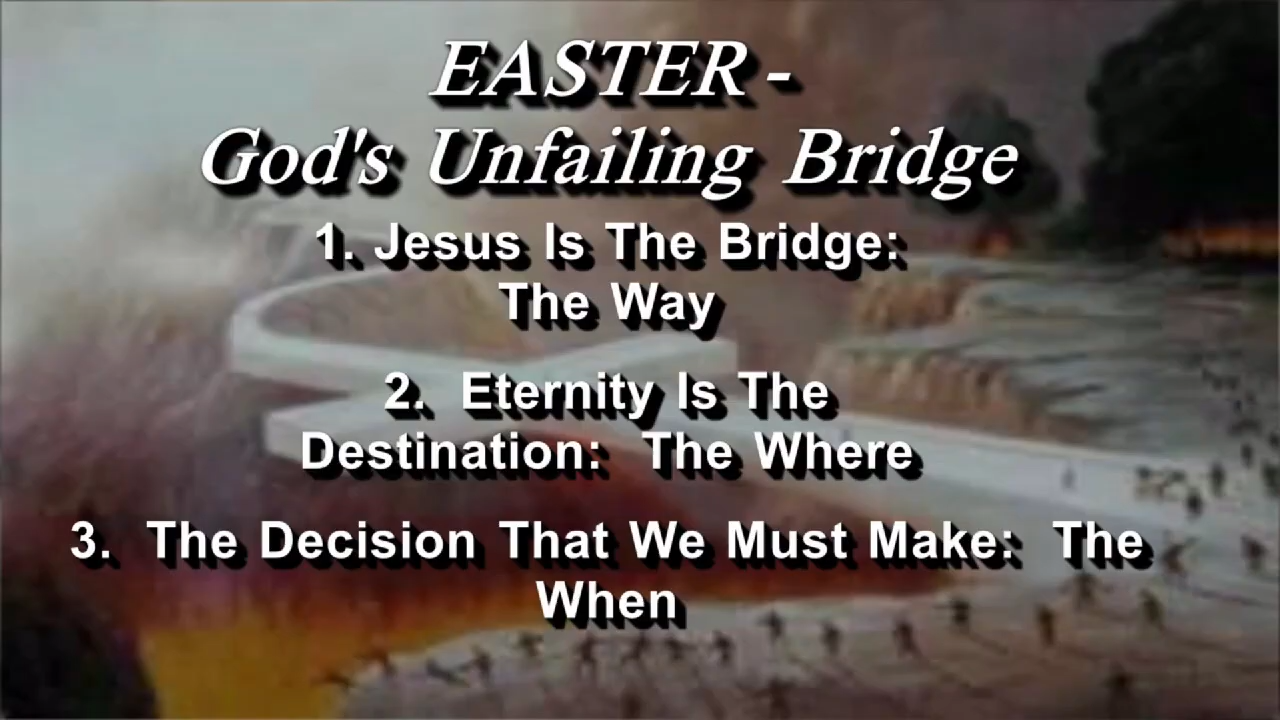 EASTER -
God's Unfailing Bridge
1. Jesus Is The Bridge:
The Way
2. Eternity Is The
Destination: The Where
3. The Decision That We Must Make: The
When